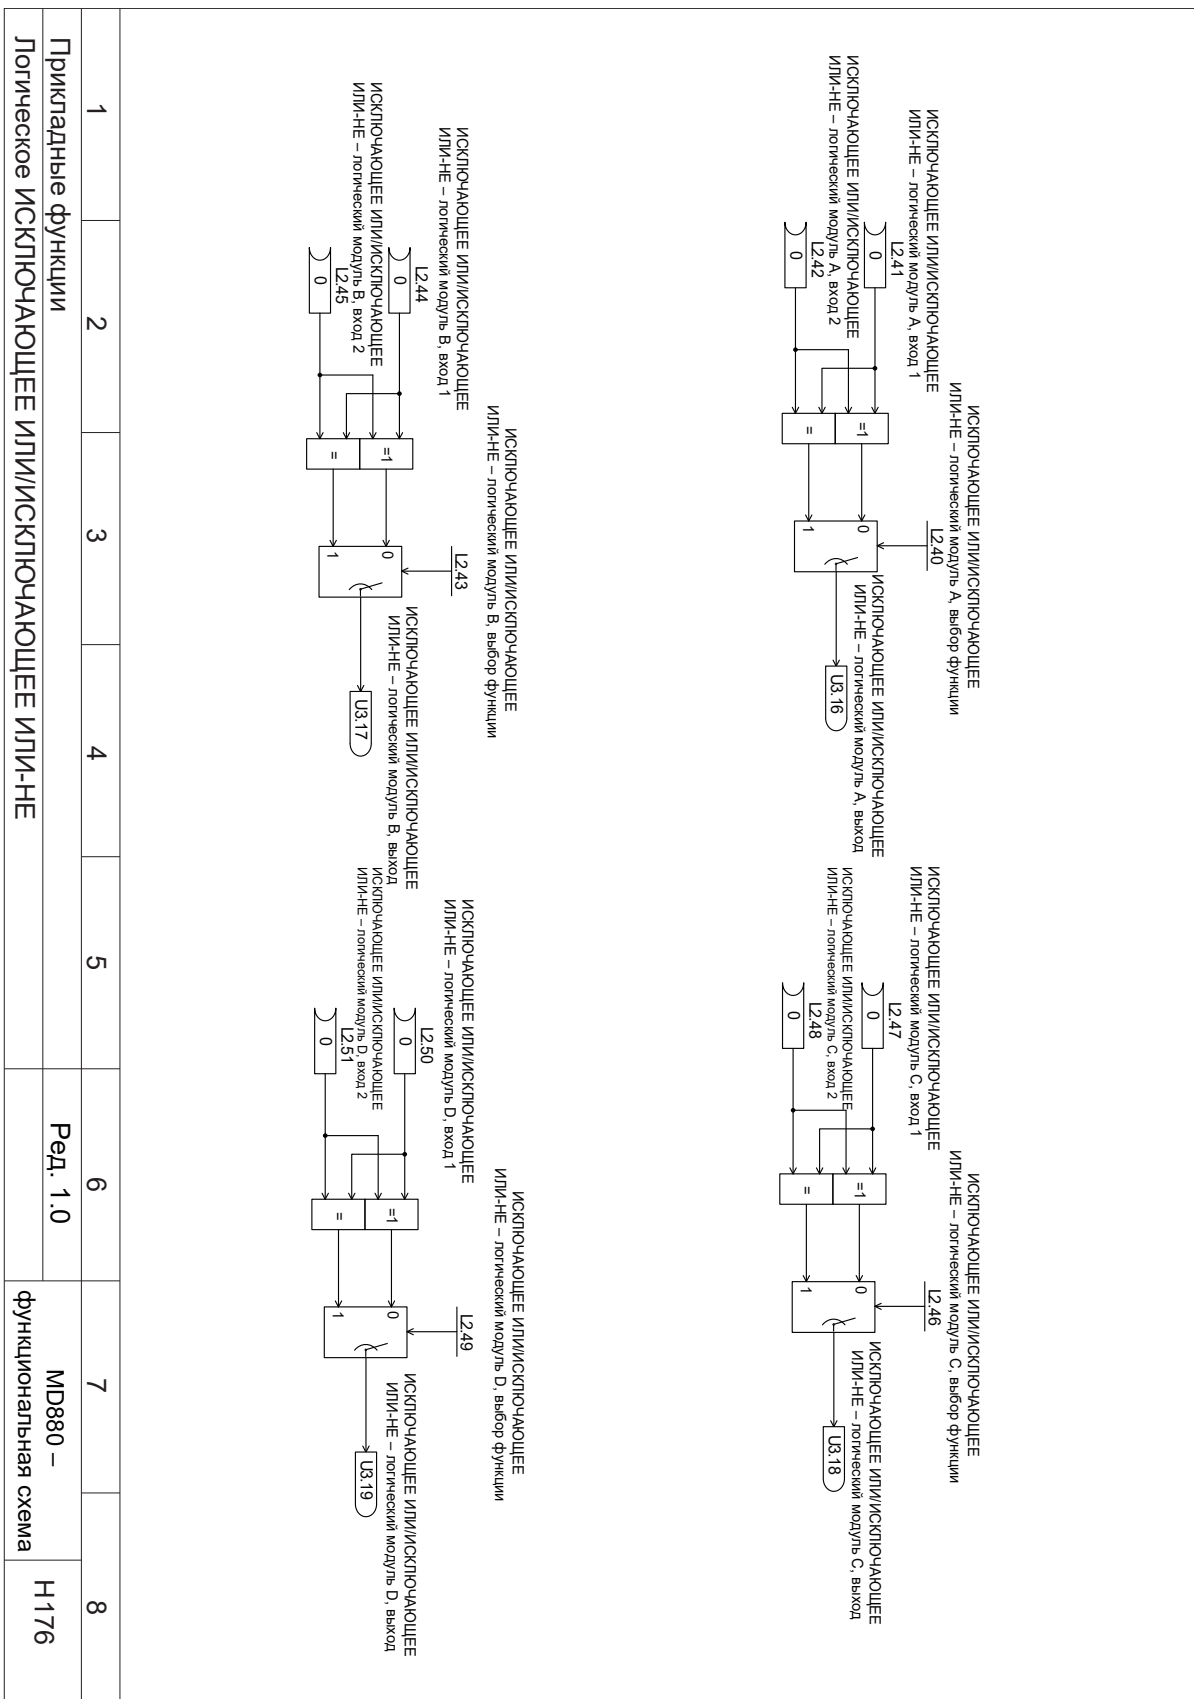 ИСКЛЮЧАЮЩЕЕ ИЛИ/ИСКЛЮЧАЮЩЕЕ
ИЛИ-НЕ – логический модуль A, выбор функции
L2.40
ИСКЛЮЧАЮЩЕЕ ИЛИ/ИСКЛЮЧАЮЩЕЕ
ИЛИ-НЕ – логический модуль A, вход 1
L2.41
0
ИСКЛЮЧАЮЩЕЕ ИЛИ/ИСКЛЮЧАЮЩЕЕ
ИЛИ-НЕ – логический модуль A, вход 2
L2.42
0
=1
=
0
1
ИСКЛЮЧАЮЩЕЕ ИЛИ/ИСКЛЮЧАЮЩЕЕ
ИЛИ-НЕ – логический модуль A, выход
U3.16
ИСКЛЮЧАЮЩЕЕ ИЛИ/ИСКЛЮЧАЮЩЕЕ
ИЛИ-НЕ – логический модуль C, выбор функции
L2.46
ИСКЛЮЧАЮЩЕЕ ИЛИ/ИСКЛЮЧАЮЩЕЕ
ИЛИ-НЕ – логический модуль C, вход 1
L2.47
0
ИСКЛЮЧАЮЩЕЕ ИЛИ/ИСКЛЮЧАЮЩЕЕ
ИЛИ-НЕ – логический модуль C, вход 2
L2.48
0
=1
=
0
1
ИСКЛЮЧАЮЩЕЕ ИЛИ/ИСКЛЮЧАЮЩЕЕ
ИЛИ-НЕ – логический модуль C, выход
U3.18
ИСКЛЮЧАЮЩЕЕ ИЛИ/ИСКЛЮЧАЮЩЕЕ
ИЛИ-НЕ – логический модуль B, выбор функции
L2.43
ИСКЛЮЧАЮЩЕЕ ИЛИ/ИСКЛЮЧАЮЩЕЕ
ИЛИ-НЕ – логический модуль B, вход 1
L2.44
0
ИСКЛЮЧАЮЩЕЕ ИЛИ/ИСКЛЮЧАЮЩЕЕ
ИЛИ-НЕ – логический модуль B, вход 2
L2.45
0
=1
=
0
1
ИСКЛЮЧАЮЩЕЕ ИЛИ/ИСКЛЮЧАЮЩЕЕ
ИЛИ-НЕ – логический модуль B, выход
U3.17
ИСКЛЮЧАЮЩЕЕ ИЛИ/ИСКЛЮЧАЮЩЕЕ
ИЛИ-НЕ – логический модуль D, выбор функции
L2.49
ИСКЛЮЧАЮЩЕЕ ИЛИ/ИСКЛЮЧАЮЩЕЕ
ИЛИ-НЕ – логический модуль D, вход 1
L2.50
0
ИСКЛЮЧАЮЩЕЕ ИЛИ/ИСКЛЮЧАЮЩЕЕ
ИЛИ-НЕ – логический модуль D, вход 2
L2.51
0
=1
=
0
1
ИСКЛЮЧАЮЩЕЕ ИЛИ/ИСКЛЮЧАЮЩЕЕ
ИЛИ-НЕ – логический модуль D, выход
U3.19
1 2 3 4 5 6 7 8
Прикладные функции
Логическое ИСКЛЮЧАЮЩЕЕ ИЛИ/ИСКЛЮЧАЮЩЕЕ ИЛИ-НЕ
Ред. 1.0
MD880 –
функциональная схема
H176